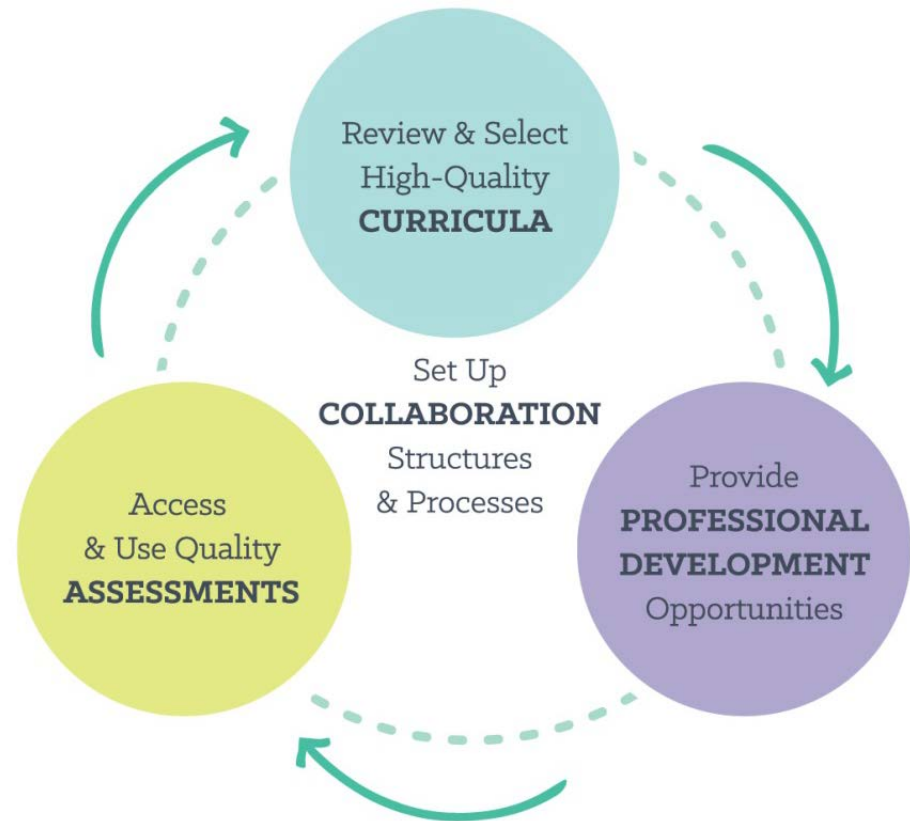 Review & Select
High-Quality
CURRICULA
Set Up
COLLABORATION
Structures
& Processes
Access
& Use Quality
ASSESSMENTS
Provide
PROFESSIONAL
DEVELOPMENT
Opportunities